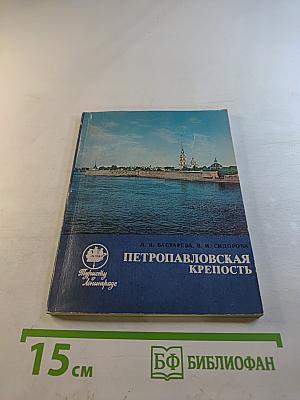 Л. И. БАСТАРЕВА, В. И. СИДОРОВА
ПЕТРОПАВЛОВСКАЯ
КРЕПОСТЬ
Туристу
о Ленинграде
15 см
БФ БИБЛИОФАН